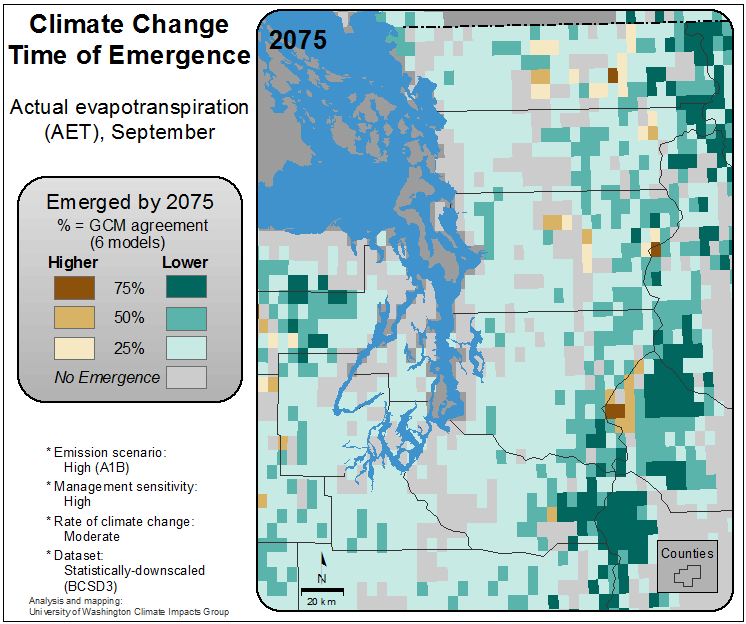 Climate Change
Time of Emergence
Actual evapotranspiration
(AET), September
Emerged by 2075
% = GCM agreement
(6 models)
Higher Lower
75%
50%
25%
No Emergence
* Emission scenario:
High (A1B)
* Management sensitivity:
High
* Rate of climate change:
Moderate
* Dataset:
Statistically-downscaled
(BCSD3)
Analysis and mapping:
University of Washington Climate Impacts Group
2075
N
20 km
Counties